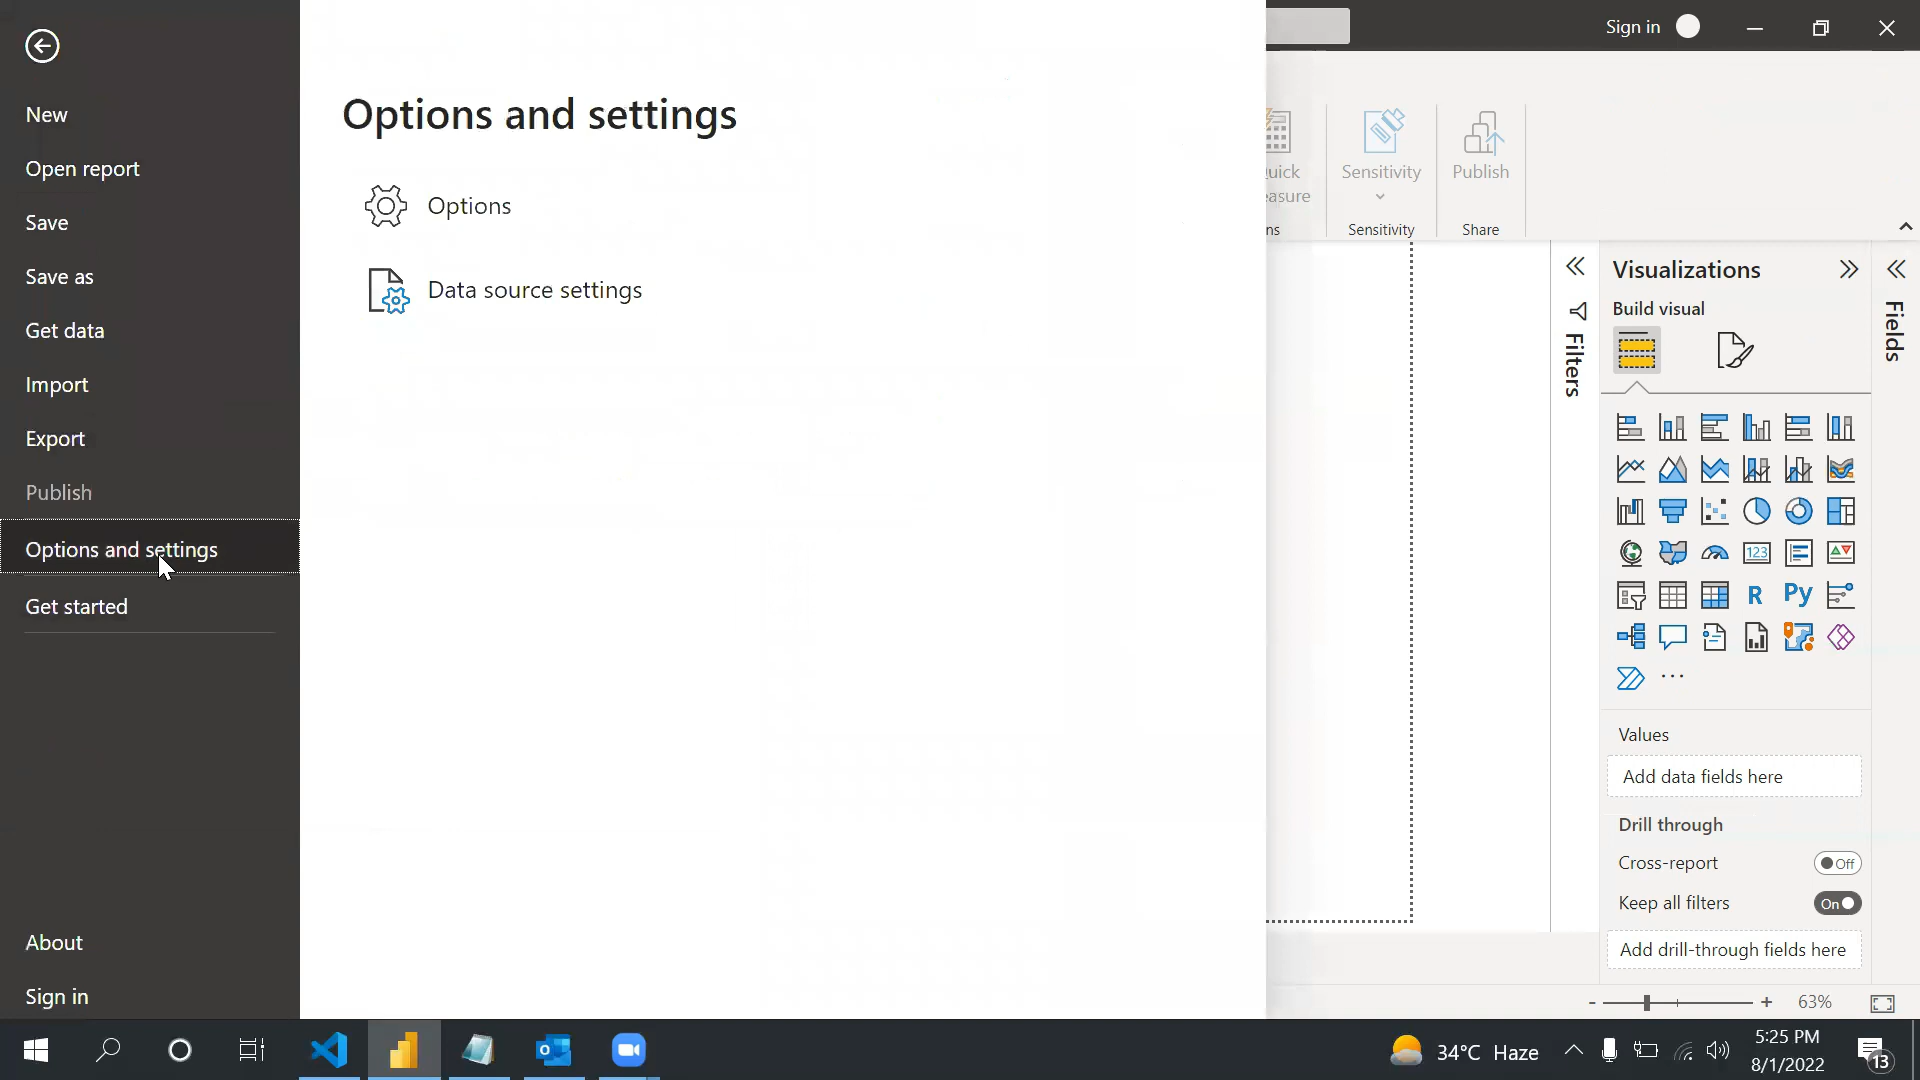 Sign in
New
Open report
Save
Save as
Get data
Import
Export
Publish
Options and settings
Get started
About
Sign in
Options and settings
Options
Data source settings
Sensitivity
Publish
Sensitivity
Share
Filters
Visualizations
Build visual
123
R
Py
...
Values
Add data fields here
Drill through
Cross-report
Off
Keep all filters
On
Add drill-through fields here
- + 63%
Fields
34°C Haze
5:25 PM
8/1/2022
13